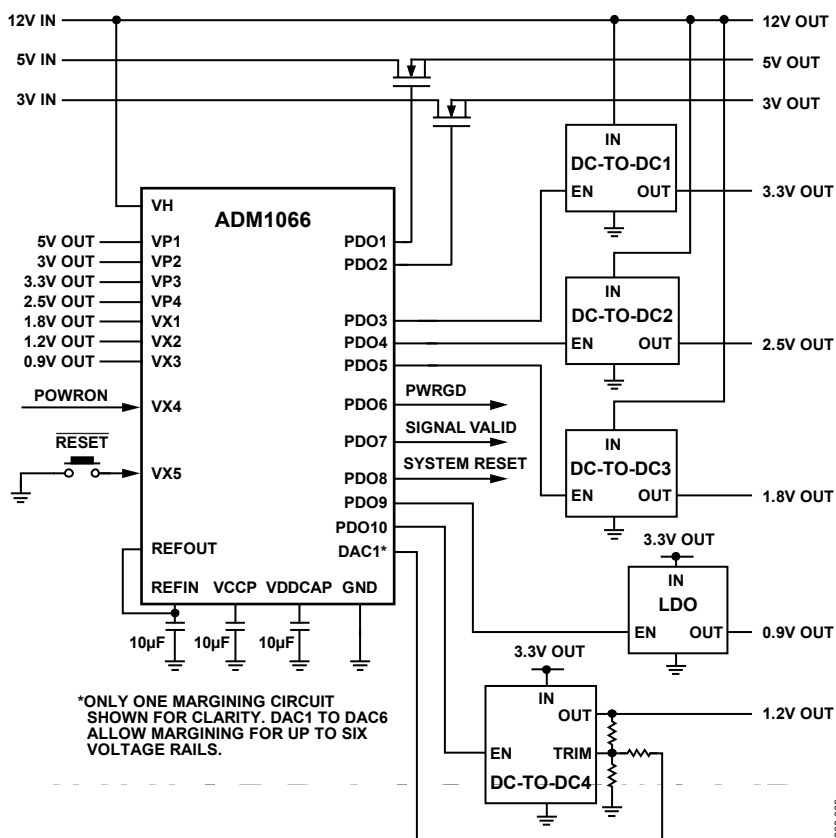 12V IN
12V OUT
5V IN
5V OUT
3V IN
3V OUT
IN
DC-TO-DC1
EN OUT
3.3V OUT
VH
ADM1066
5V OUT VP1
3V OUT VP2
3.3V OUT VP3
2.5V OUT VP4
1.8V OUT VX1
1.2V OUT VX2
0.9V OUT VX3
POWRON
VX4
RESET
VX5
REFOUT
REFIN VCCP VDDCAP GND
PDO1
PDO2
PDO3
PDO4
PDO5
PDO6
PWRGD
PDO7
SIGNAL VALID
PDO8
SYSTEM RESET
PDO9
PDO10
DAC1*
IN
DC-TO-DC2
EN OUT
2.5V OUT
IN
DC-TO-DC3
EN OUT
1.8V OUT
3.3V OUT
IN
LDO
EN OUT
0.9V OUT
10µF 10µF 10µF
3.3V OUT
IN
OUT
1.2V OUT
EN TRIM
DC-TO-DC4
*ONLY ONE MARGINING CIRCUIT
SHOWN FOR CLARITY. DAC1 TO DAC6
ALLOW MARGINING FOR UP TO SIX
VOLTAGE RAILS.